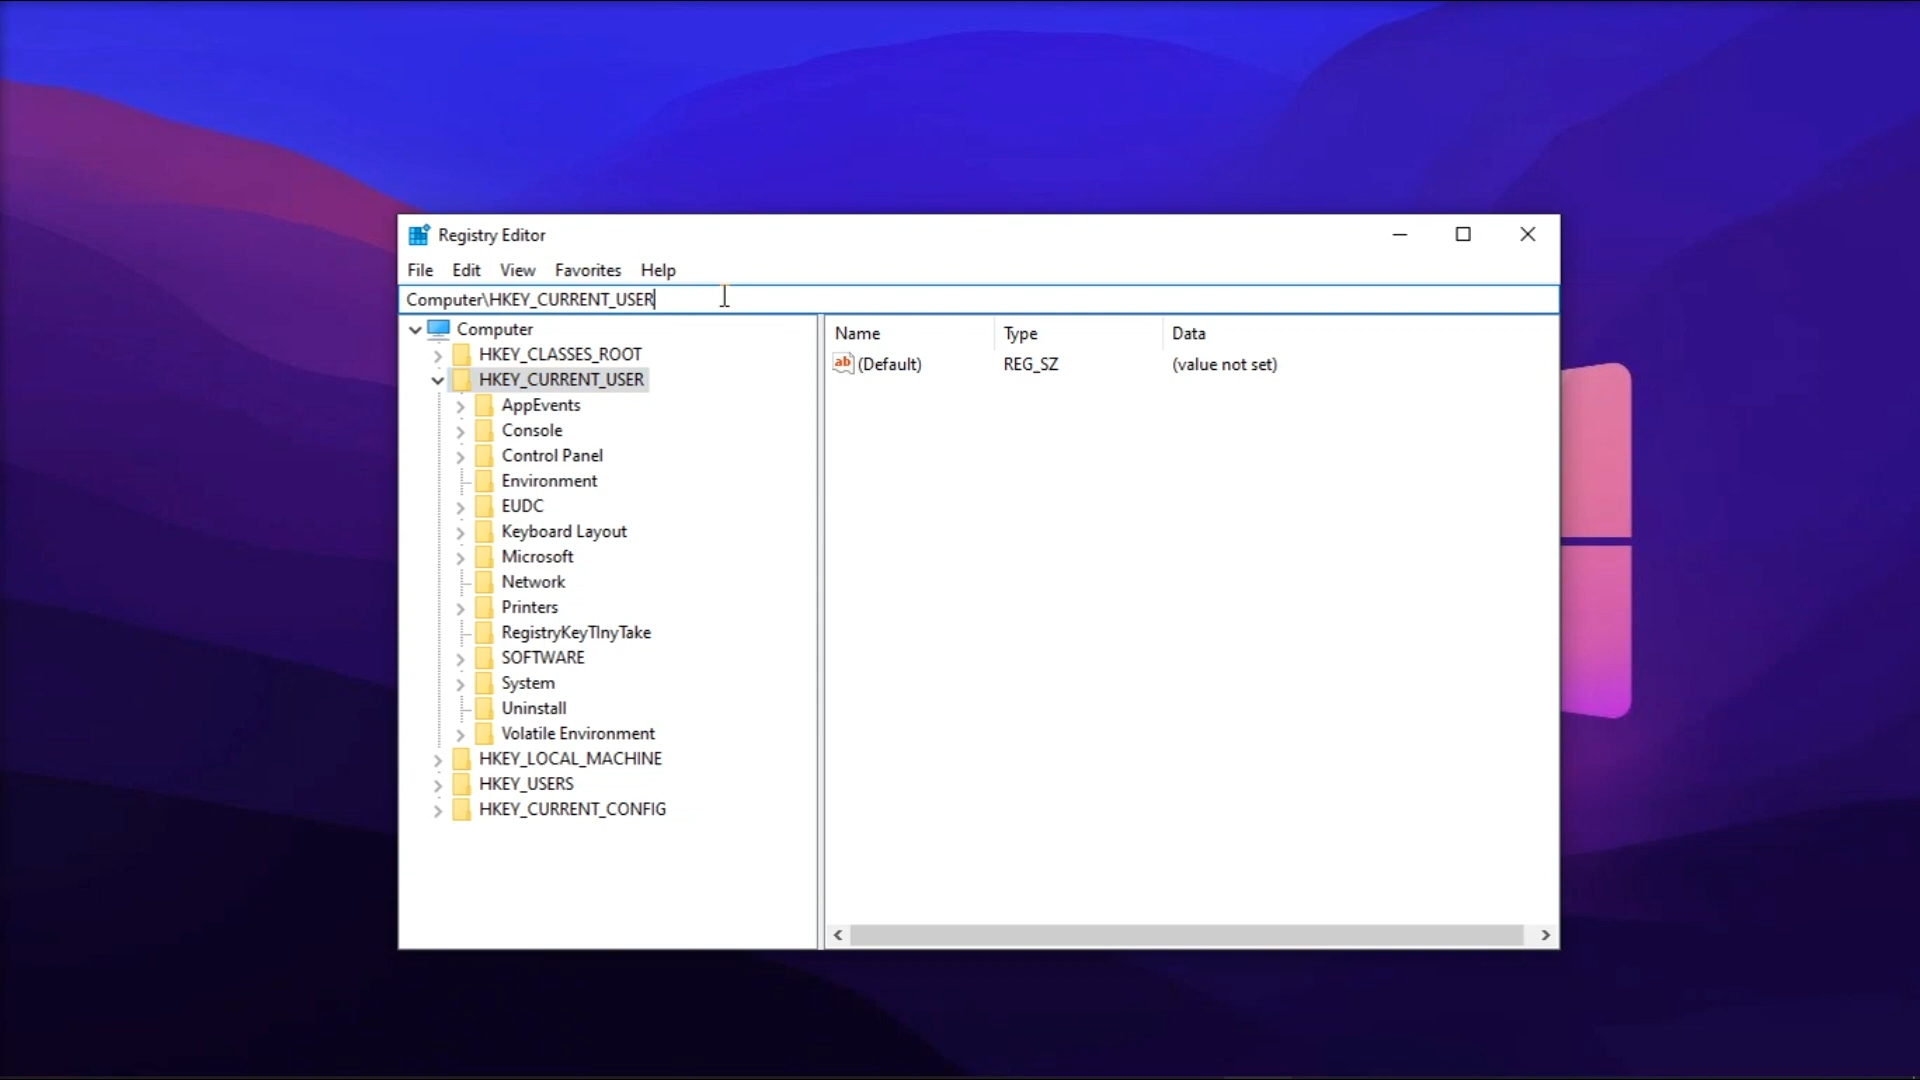 Registry Editor
File Edit View Favorites Help
Computer\HKEY_CURRENT_USER
Computer
HKEY_CLASSES_ROOT
HKEY_CURRENT_USER
AppEvents
Console
Control Panel
Environment
EUDC
Keyboard Layout
Microsoft
Network
Printers
RegistryKeyTInyTake
SOFTWARE
System
Uninstall
Volatile Environment
HKEY_LOCAL_MACHINE
HKEY_USERS
HKEY_CURRENT_CONFIG
Name Type Data
ab (Default) REG_SZ (value not set)